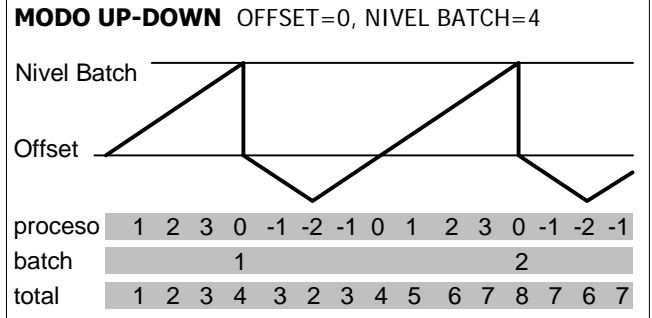 MODO UP-DOWN OFFSET=0, NIVEL BATCH=4
Nivel Batch
Offset
proceso 1 2 3 0 -1 -2 -1 0 1 2 3 0 -1 -2 -1
batch 1 2
total 1 2 3 4 3 2 3 4 5 6 7 8 7 6 7